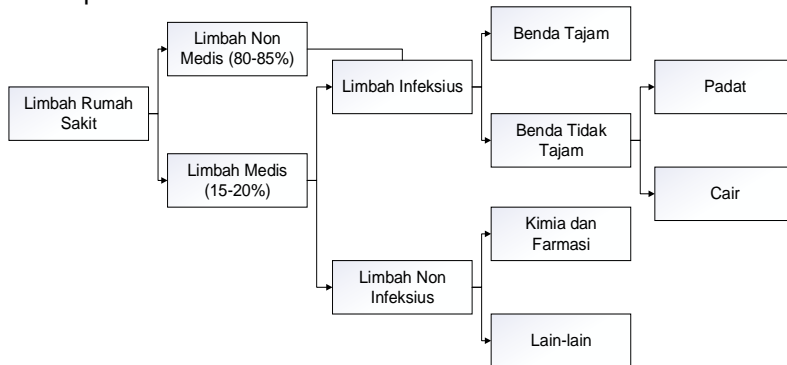 Limbah Rumah
Sakit
Limbah Non
Medis (80-85%)
Limbah Medis
(15-20%)
Limbah Infeksius
Limbah Non
Infeksius
Benda Tajam
Benda Tidak
Tajam
Kimia dan
Farmasi
Lain-lain
Padat
Cair